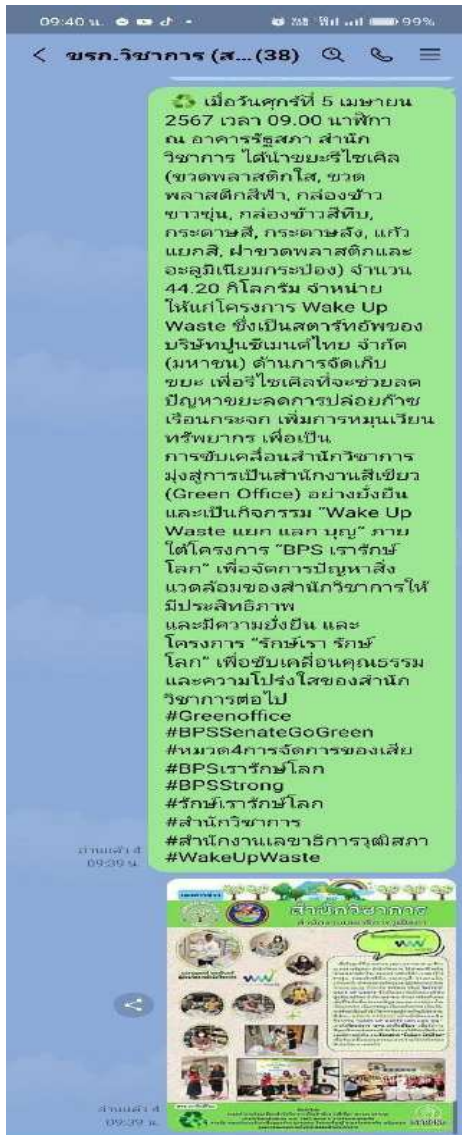 09:40 น.
99%
ขรก.วิชาการ (ส...(38)
♻️ เมื่อวันศุกร์ที่ 5 เมษายน
2567 เวลา 09.00 นาฬิกา
ณ อาคารรัฐสภา สำนัก
วิชาการ ได้นำขยะรีไซเคิล
(ขวดพลาสติกใส, ขวด
พลาสติกสีฟ้า, กล่องข้าว
ขาวขุ่น, กล่องข้าวสีทึบ,
กระดาษสี, กระดาษลัง, แก้ว
แยกสี, ฝาขวดพลาสติกและ
อะลูมิเนียมกระป๋อง) จำนวน
44.20 กิโลกรัม จำหน่าย
ให้แก่โครงการ Wake Up
Waste ซึ่งเป็นสตาร์ทอัพของ
บริษัทปูนซีเมนต์ไทย จำกัด
(มหาชน) ด้านการจัดเก็บ
ขยะ เพื่อรีไซเคิลที่จะช่วยลด
ปัญหาขยะลดการปล่อยก๊าซ
เรือนกระจก เพิ่มการหมุนเวียน
ทรัพยากร เพื่อเป็น
การขับเคลื่อนสำนักวิชาการ
มุ่งสู่การเป็นสำนักงานสีเขียว
(Green Office) อย่างยั่งยืน
และเป็นกิจกรรม "Wake Up
Waste แยก แลก บุญ" ภาย
ใต้โครงการ "BPS เรารักษ์
โลก" เพื่อจัดการปัญหาสิ่ง
แวดล้อมของสำนักวิชาการให้
มีประสิทธิภาพ
และมีความยั่งยืน และ
โครงการ "รักษ์เรา รักษ์
โลก" เพื่อขับเคลื่อนคุณธรรม
และความโปร่งใสของสำนัก
วิชาการต่อไป
#Greenoffice
#BPSSenateGoGreen
#หมวด4การจัดการของเสีย
#BPSเรารักษ์โลก
#BPSStrong
#รักษ์เรารักษ์โลก
#สำนักวิชาการ
#สำนักงานเลขาธิการวุฒิสภา
#WakeUpWaste
อ่านแล้ว 4
09:39 น.
สำนักวิชาการ
สำนักงานเลขาธิการวุฒิสภา
อ่านแล้ว 4
09:39 น.